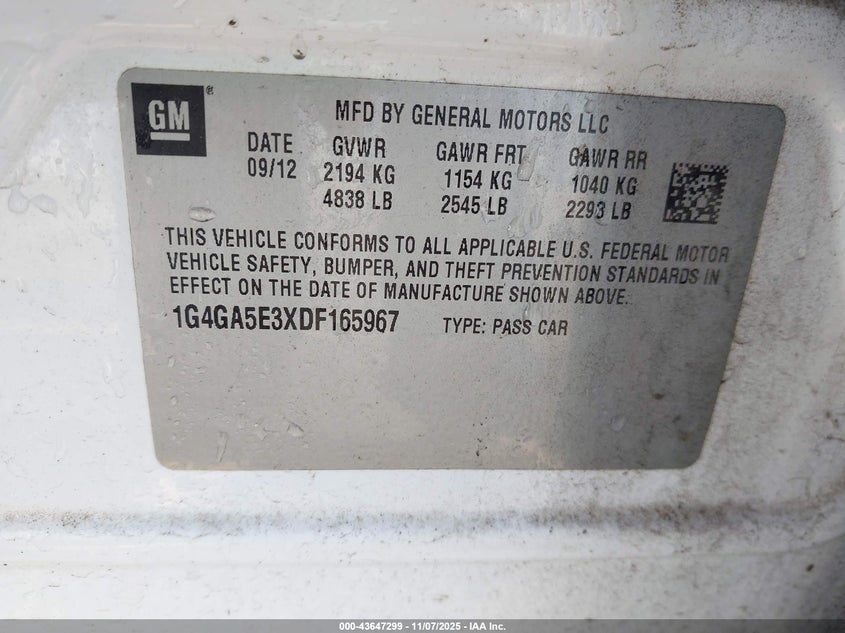 GM®
MFD BY GENERAL MOTORS LLC
DATE GVWR GAWR FRT GAWR RR
09/12 2194 KG 1154 KG 1040 KG
4838 LB 2545 LB 2293 LB
THIS VEHICLE CONFORMS TO ALL APPLICABLE U.S. FEDERAL MOTOR
VEHICLE SAFETY, BUMPER, AND THEFT PREVENTION STANDARDS IN
EFFECT ON THE DATE OF MANUFACTURE SHOWN ABOVE.
1G4GA5E3XDF165967 TYPE: PASS CAR
000-43647299 - 11/07/2025 - IAA Inc.